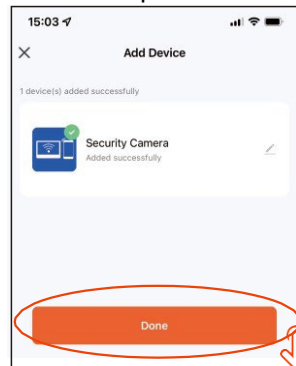 15:03
Add Device
1 device(s) added successfully
Security Camera
Added successfully
Done